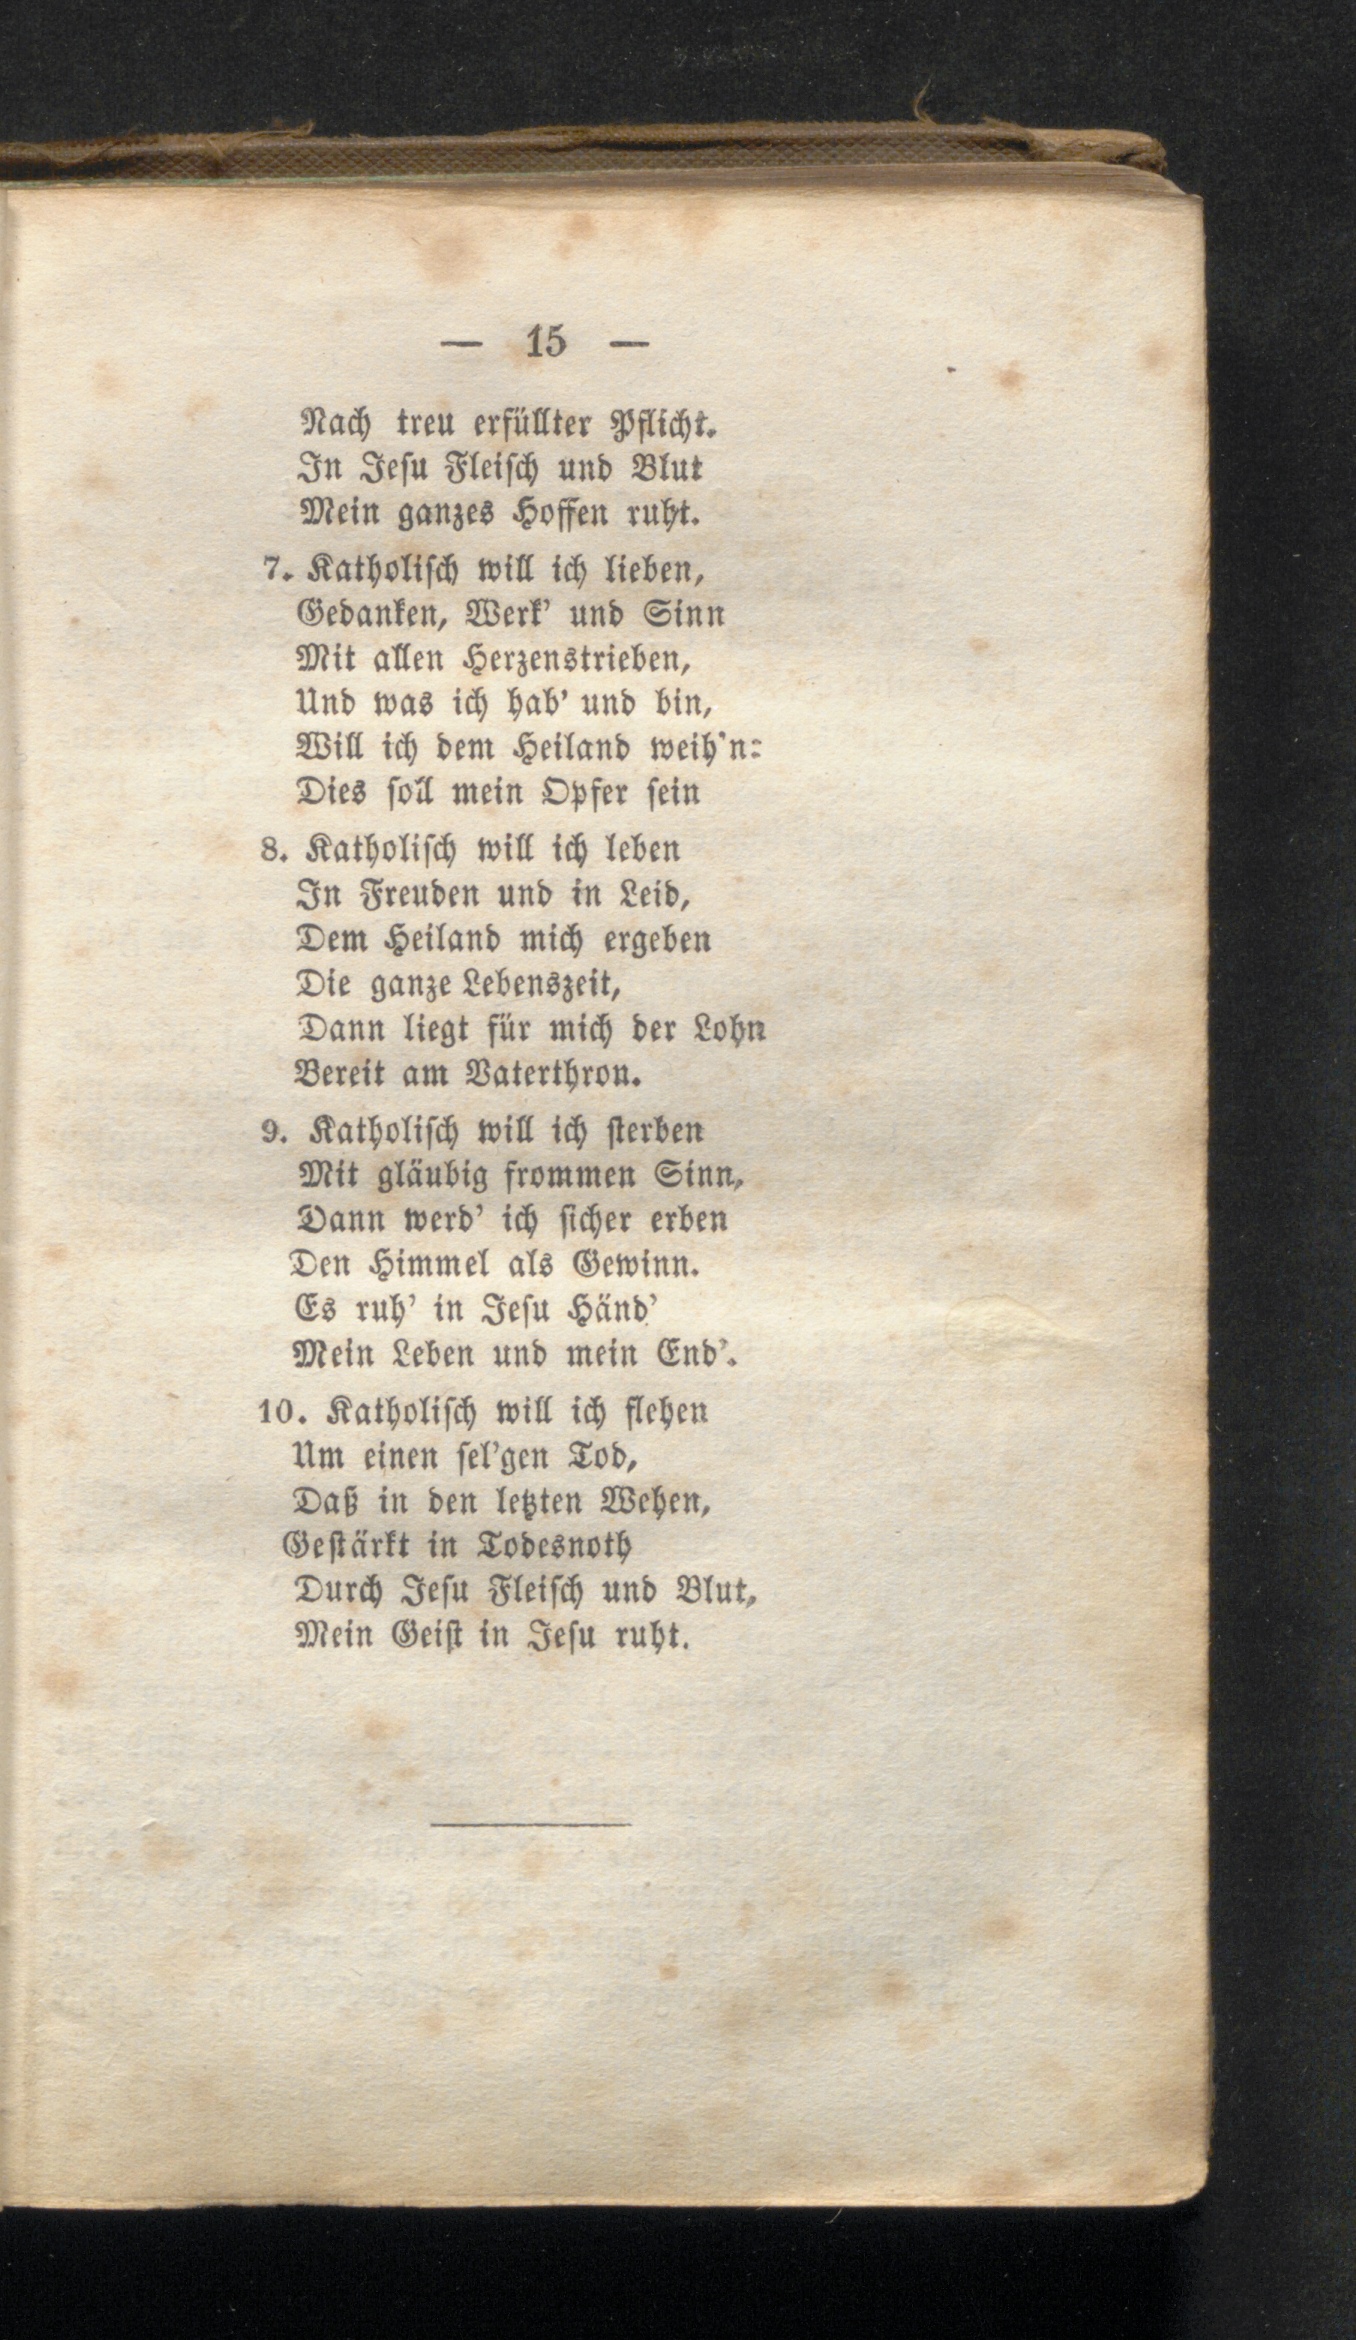 — 15 —
Nach treu erfüllter Pflicht.
In Jeſu Fleiſch und Blut
Mein ganzes Hoffen ruht.
7. Katholiſch will ich lieben,
Gedanken, Werk’ und Sinn
Mit allen Herzenstrieben,
Und was ich hab’ und bin,
Will ich dem Heiland weih’n:
Dies ſoll mein Opfer ſein
8. Katholiſch will ich leben
In Freuden und in Leid,
Dem Heiland mich ergeben
Die ganze Lebenszeit,
Dann liegt für mich der Lohn
Bereit am Vaterthron.
9. Katholiſch will ich ſterben
Mit gläubig frommen Sinn,
Dann werd’ ich ſicher erben
Den Himmel als Gewinn.
Es ruh’ in Jeſu Händ’
Mein Leben und mein End’.
10. Katholiſch will ich flehen
Um einen ſel’gen Tod,
Daß in den letzten Wehen,
Geſtärkt in Todesnoth
Durch Jeſu Fleiſch und Blut,
Mein Geiſt in Jeſu ruht.